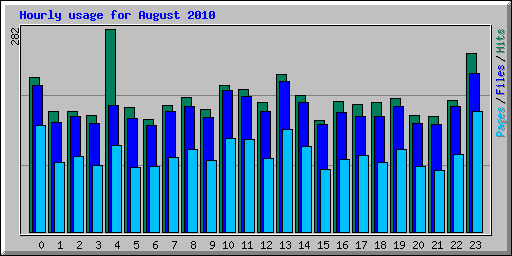 Hourly usage for August 2010
282
Pages / Files / Hits
0 1 2 3 4 5 6 7 8 9 10 11 12 13 14 15 16 17 18 19 20 21 22 23